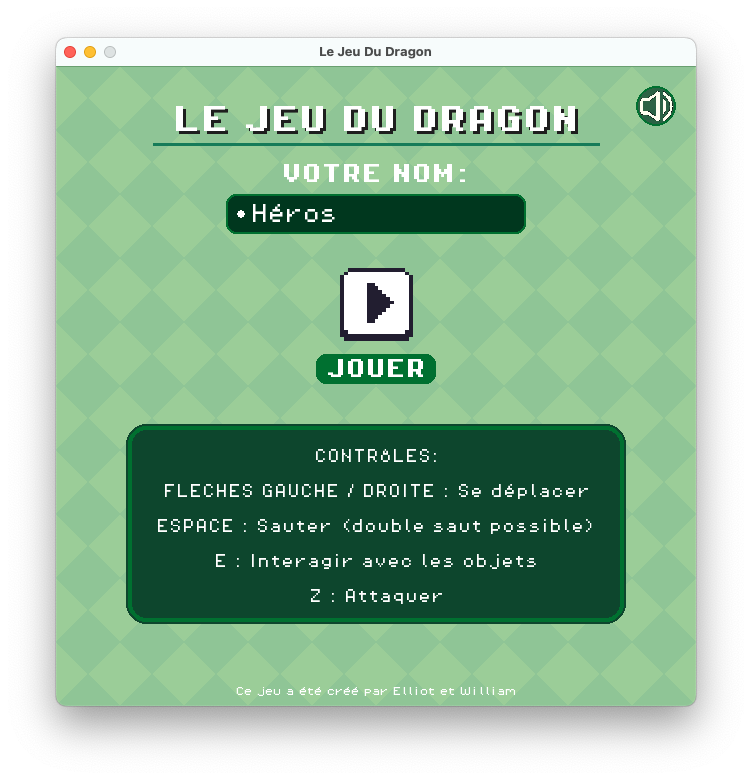 Le Jeu Du Dragon
LE JEU DU DRAGON
VOTRE NOM:
•Héros
JOUER
CONTRÔLES:
FLECHES GAUCHE / DROITE : Se déplacer
ESPACE : Sauter (double saut possible)
E : Interagir avec les objets
Z : Attaquer
Ce jeu a été créé par Elliot et William